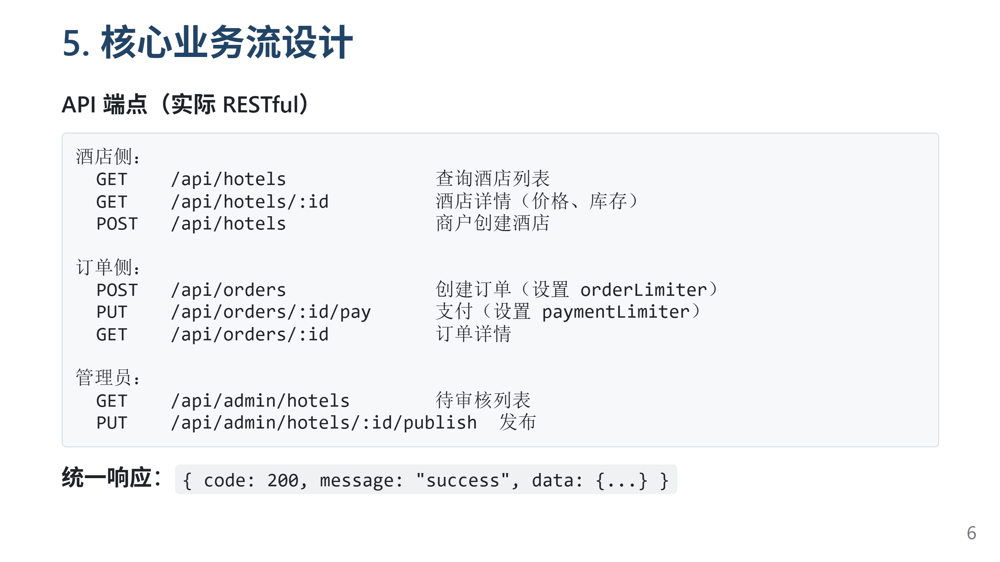 5. 核心业务流设计
API 端点（实际 RESTful）
酒店侧：
  GET    /api/hotels              查询酒店列表
  GET    /api/hotels/:id          酒店详情（价格、库存）
  POST   /api/hotels              商户创建酒店
订单侧：
  POST   /api/orders              创建订单（设置 orderLimiter）
  PUT    /api/orders/:id/pay      支付（设置 paymentLimiter）
  GET    /api/orders/:id          订单详情
管理员：
  GET    /api/admin/hotels        待审核列表
  PUT    /api/admin/hotels/:id/publish  发布
统一响应：{ code: 200, message: "success", data: {...} }
6